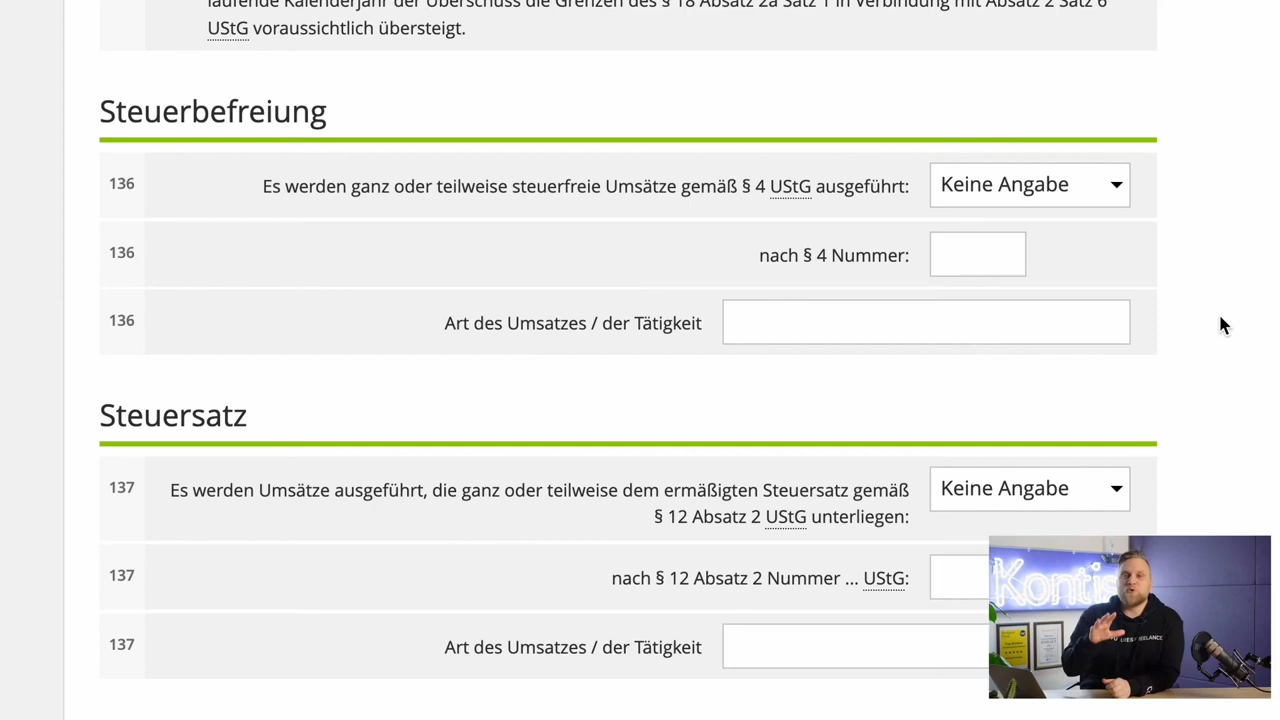 laufende Kalenderjahr der Überschuss die Grenzen des § 18 Absatz 2a Satz 1 in Verbindung mit Absatz 2 Satz 6
UStG voraussichtlich übersteigt.
Steuerbefreiung
136 Es werden ganz oder teilweise steuerfreie Umsätze gemäß § 4 UStG ausgeführt: Keine Angabe
136 nach § 4 Nummer:
136 Art des Umsatzes / der Tätigkeit
Steuersatz
137 Es werden Umsätze ausgeführt, die ganz oder teilweise dem ermäßigten Steuersatz gemäß Keine Angabe
§ 12 Absatz 2 UStG unterliegen:
137 nach § 12 Absatz 2 Nummer ... UStG:
137 Art des Umsatzes / der Tätigkeit
Kontis